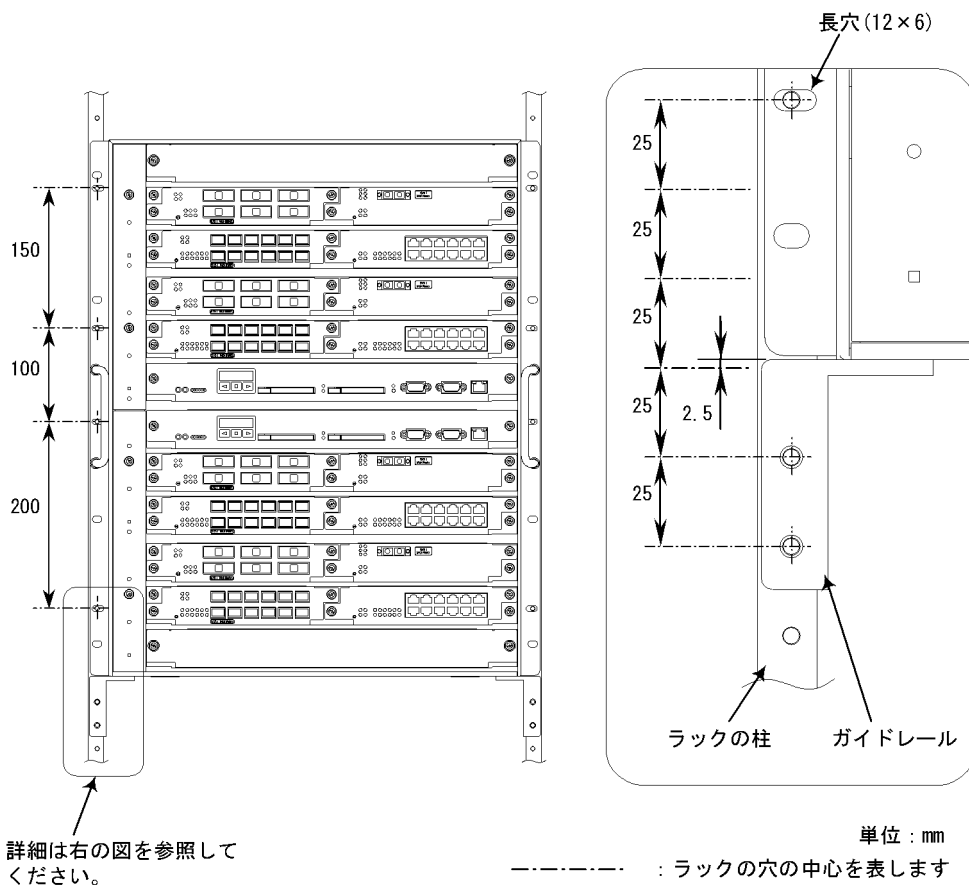 長穴(12×6)
150
100
200
25
25
25
2.5
25
25
ラックの柱
ガイドレール
詳細は右の図を参照して
ください。
単位：mm
：ラックの穴の中心を表します